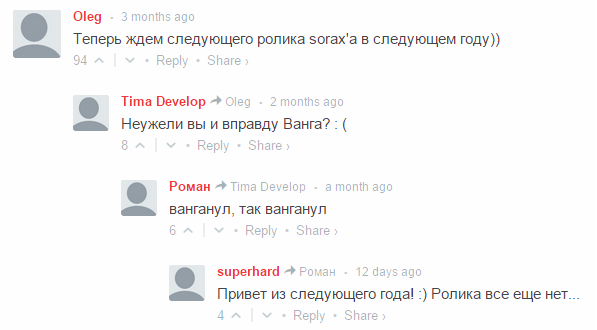 Oleg • 3 months ago
Теперь ждем следующего ролика sorax'а в следующем году))
94 • Reply • Share ›
Tima Develop Oleg • 2 months ago
Неужели вы и вправду Ванга? : (
8 • Reply • Share ›
Роман Tima Develop • a month ago
ванганул, так ванганул
6 • Reply • Share ›
superhard Роман • 12 days ago
Привет из следующего года! :) Ролика все еще нет...
4 • Reply • Share ›